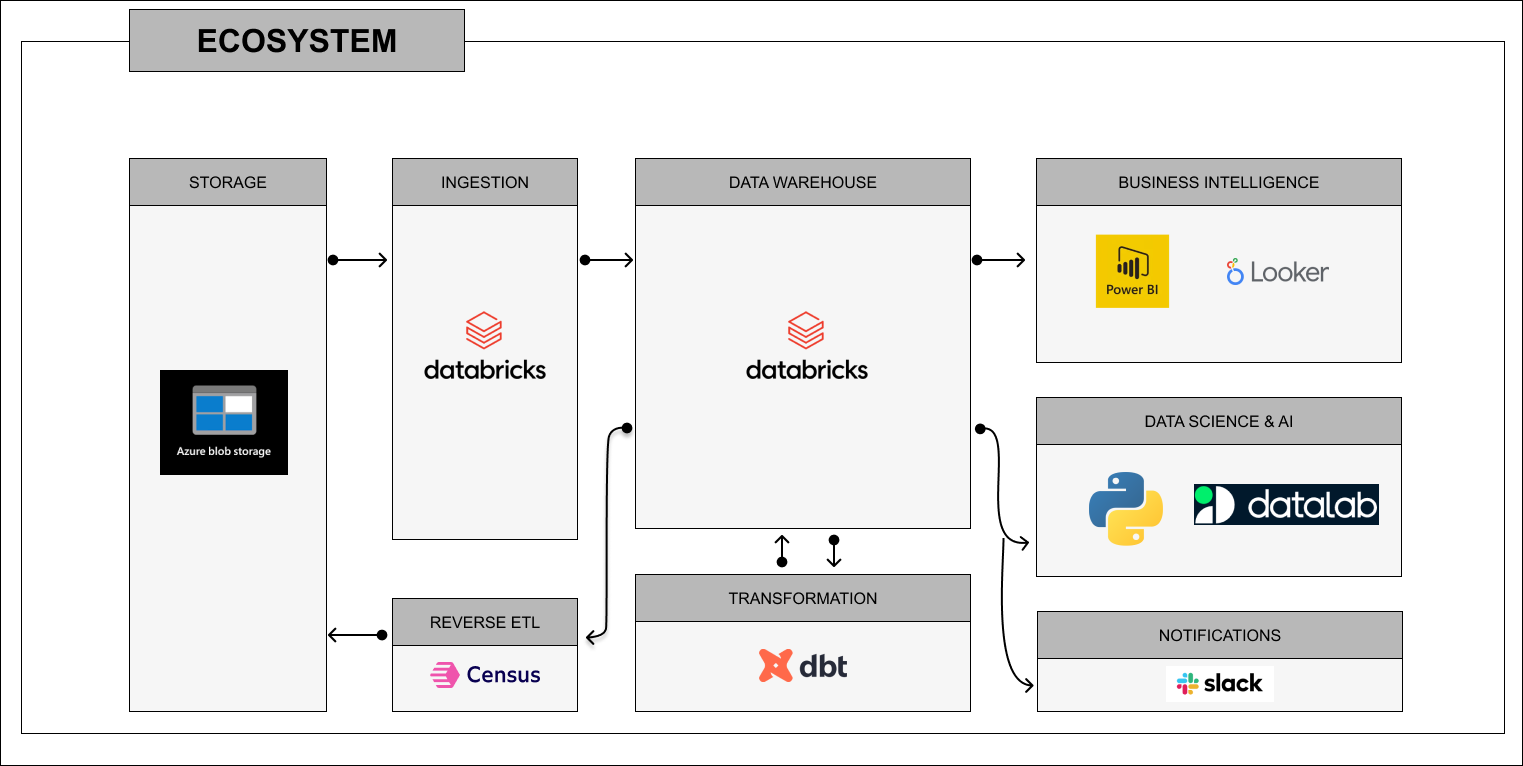 ECOSYSTEM
STORAGE
INGESTION
DATA WAREHOUSE
BUSINESS INTELLIGENCE
Power BI
Looker
databricks
databricks
Azure blob storage
DATA SCIENCE & AI
datalab
TRANSFORMATION
dbt
REVERSE ETL
Census
NOTIFICATIONS
slack